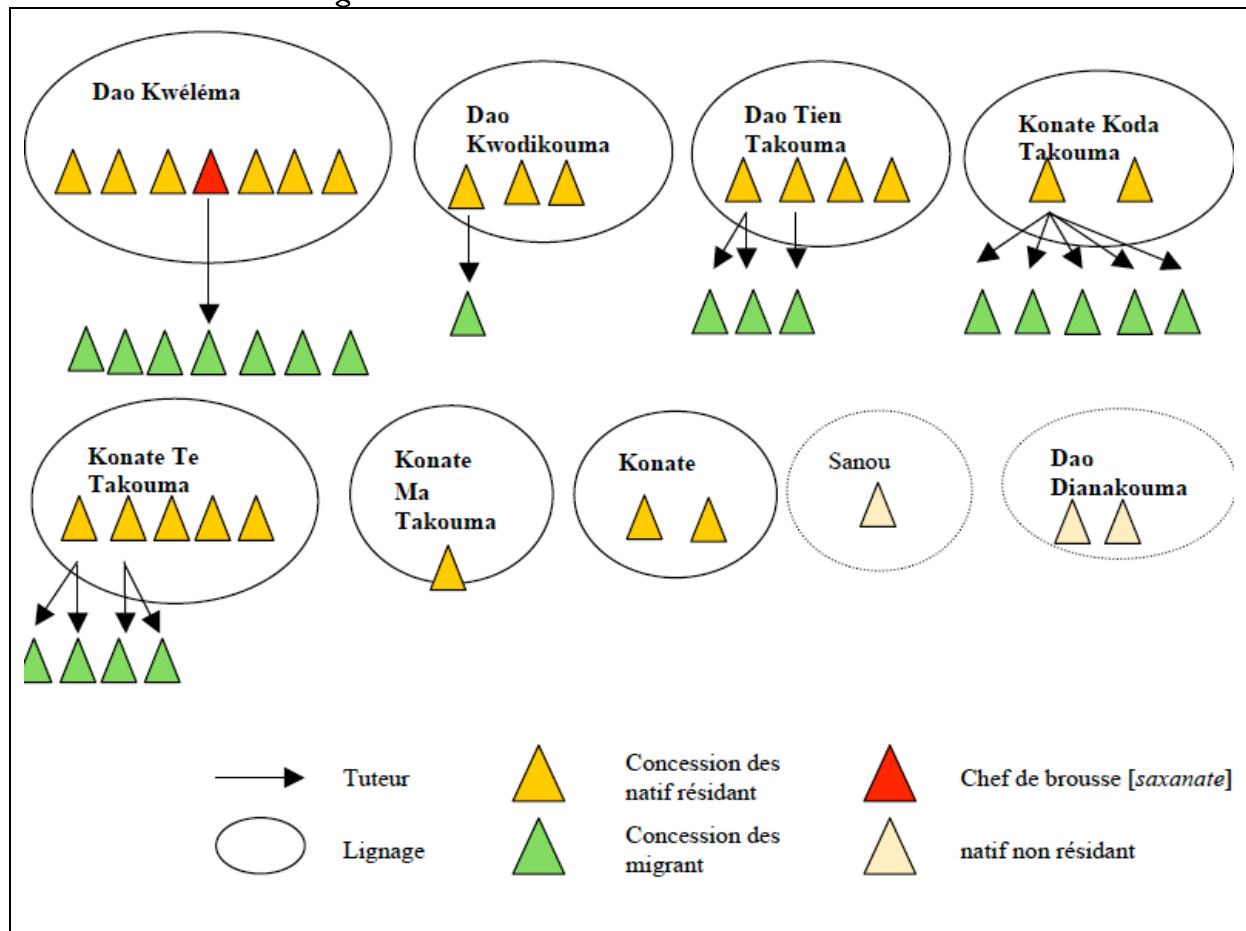 Dao Kwéléma
Dao
Kwodikouma
Dao Tien
Takouma
Konate Koda
Takouma
Konate Te
Takouma
Konate
Ma
Takouma
Konate
Sanou
Dao
Dianakouma
Tuteur
Concession des
natif résidant
Chef de brousse [saxanate]
Lignage
Concession des
migrant
natif non résidant